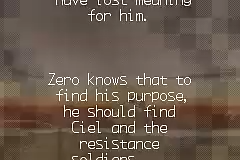 have lost meaning
for him.
Zero knows that to
find his purpose,
he should find
Ciel and the
resistance
soldiers...